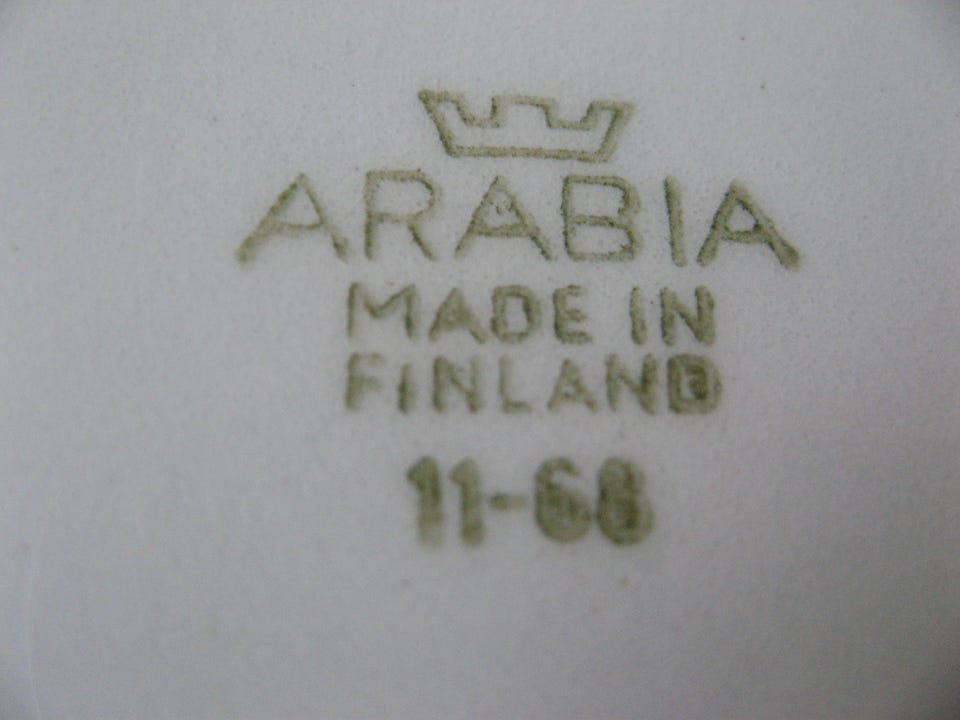 ARABIA
MADE IN
FINLAND
11-68